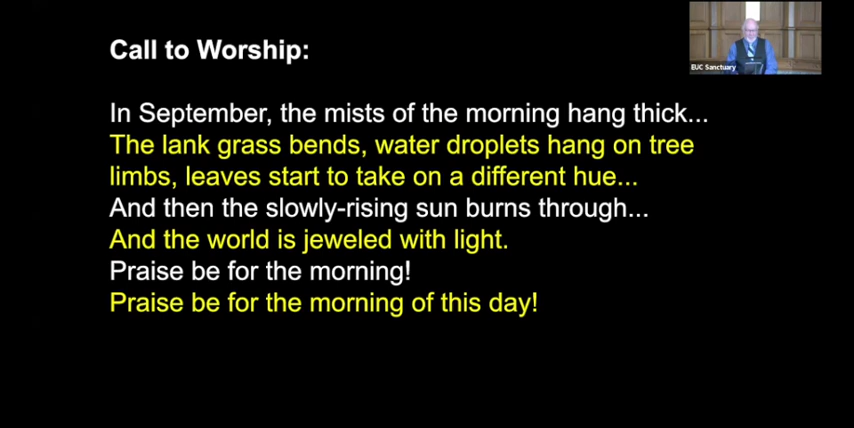 EUC Sanctuary
Call to Worship:
In September, the mists of the morning hang thick...
The lank grass bends, water droplets hang on tree
limbs, leaves start to take on a different hue...
And then the slowly-rising sun burns through...
And the world is jeweled with light.
Praise be for the morning!
Praise be for the morning of this day!